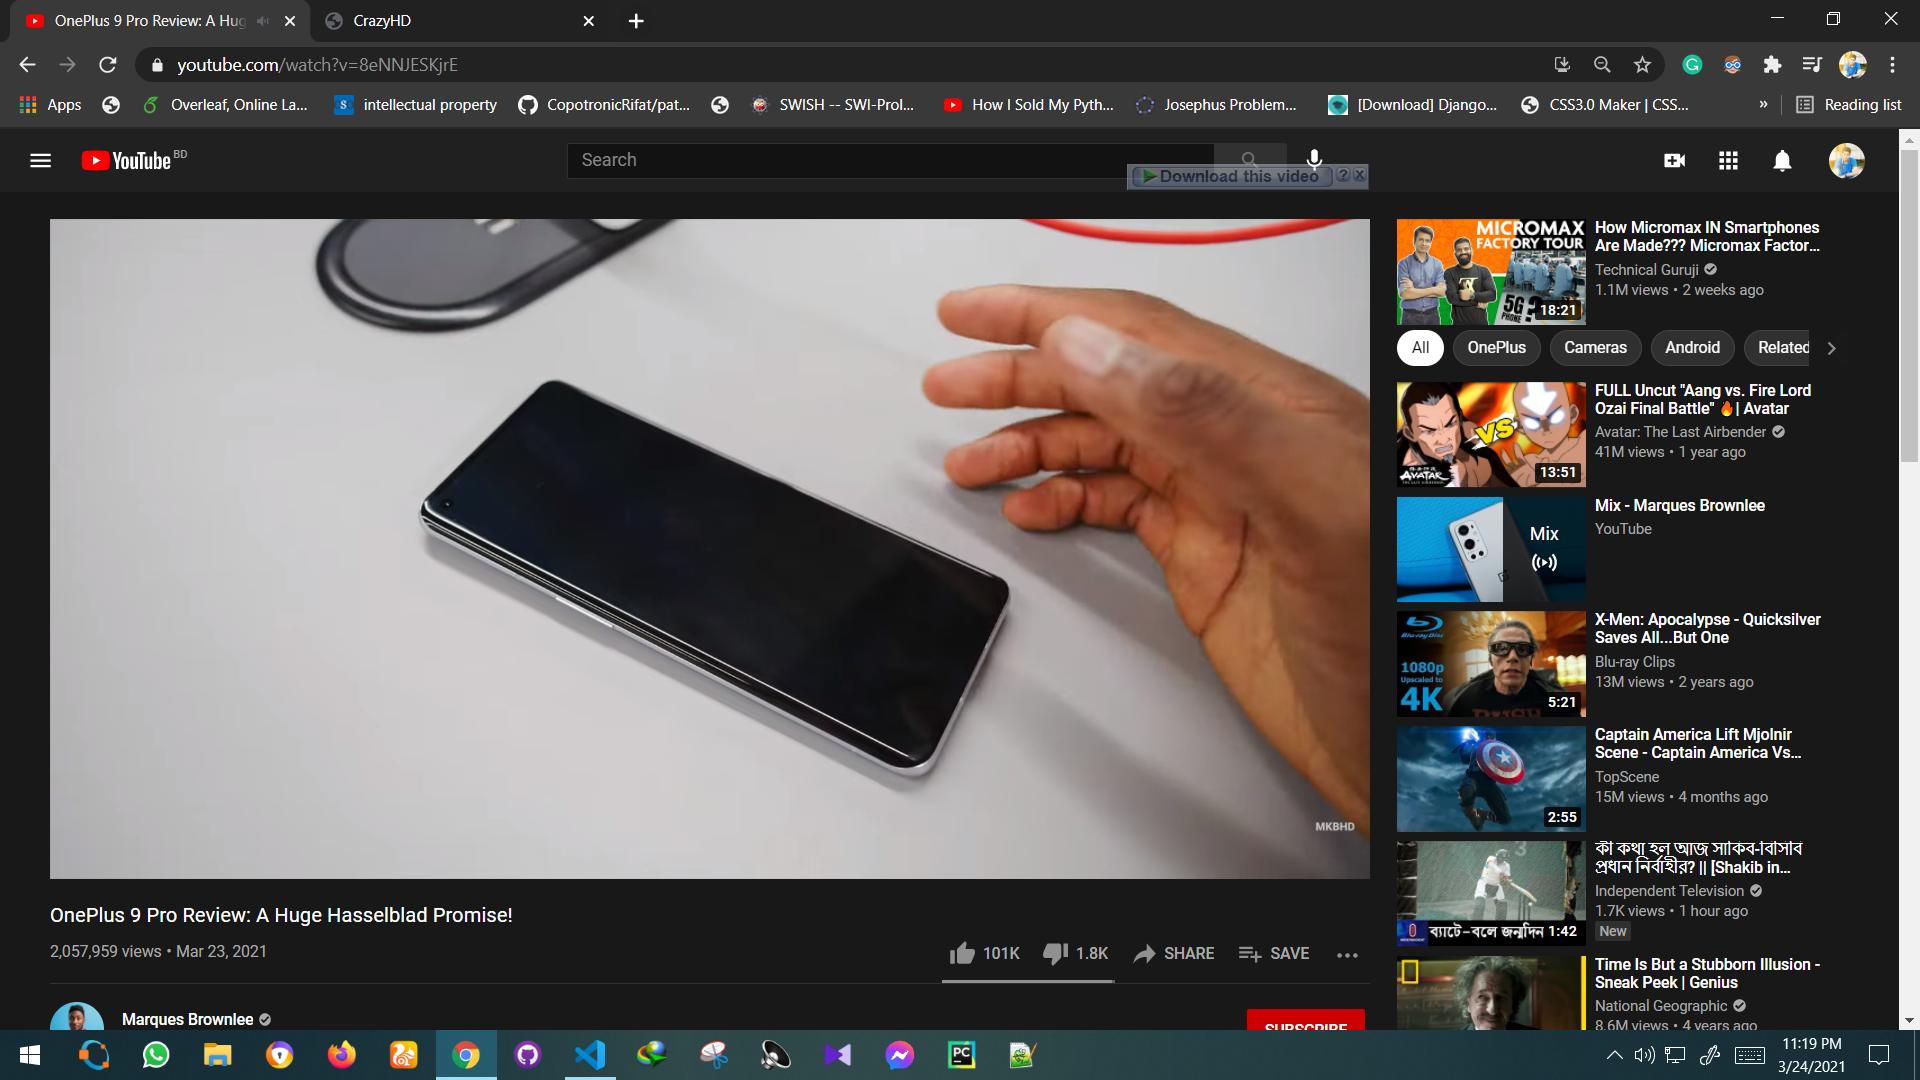 OnePlus 9 Pro Review: A Hug
CrazyHD
youtube.com/watch?v=8eNNJESKjrE
Apps
Overleaf, Online La...
intellectual property
CopotronicRifat/pat...
SWISH -- SWI-Prol...
How I Sold My Pyth...
Josephus Problem...
[Download] Django...
CSS3.0 Maker | CSS...
»
Reading list
YouTube BD
Search
Download this video
MICROMAX
FACTORY TOUR
5G ?
PHONE
18:21
How Micromax IN Smartphones
Are Made??? Micromax Factor...
Technical Guruji
1.1M views • 2 weeks ago
All
OnePlus
Cameras
Android
Related
VS
AVATAR
13:51
FULL Uncut "Aang vs. Fire Lord
Ozai Final Battle" 🔥| Avatar
Avatar: The Last Airbender
41M views • 1 year ago
Mix
Mix - Marques Brownlee
YouTube
Blu-ray Disc
1080p
Upscaled to
4K
5:21
X-Men: Apocalypse - Quicksilver
Saves All...But One
Blu-ray Clips
13M views • 2 years ago
2:55
Captain America Lift Mjolnir
Scene - Captain America Vs...
TopScene
15M views • 4 months ago
ব্যাটে-বলে জন্মদিন 1:42
কী কথা হল আজ সাকিব-বিসিবি
প্রধান নির্বাহীর? || [Shakib in...
Independent Television
1.7K views • 1 hour ago
New
Time Is But a Stubborn Illusion -
Sneak Peek | Genius
National Geographic
8.6M views • 4 years ago
MKBHD
OnePlus 9 Pro Review: A Huge Hasselblad Promise!
2,057,959 views • Mar 23, 2021
101K
1.8K
SHARE
SAVE
Marques Brownlee
SUBSCRIBE
PC
11:19 PM
3/24/2021